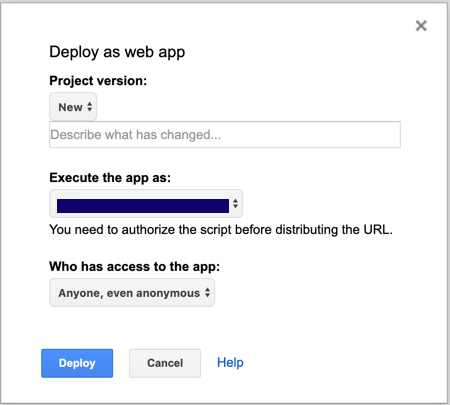 Deploy as web app
Project version:
New
Describe what has changed...
Execute the app as:
You need to authorize the script before distributing the URL.
Who has access to the app:
Anyone, even anonymous
Deploy Cancel Help